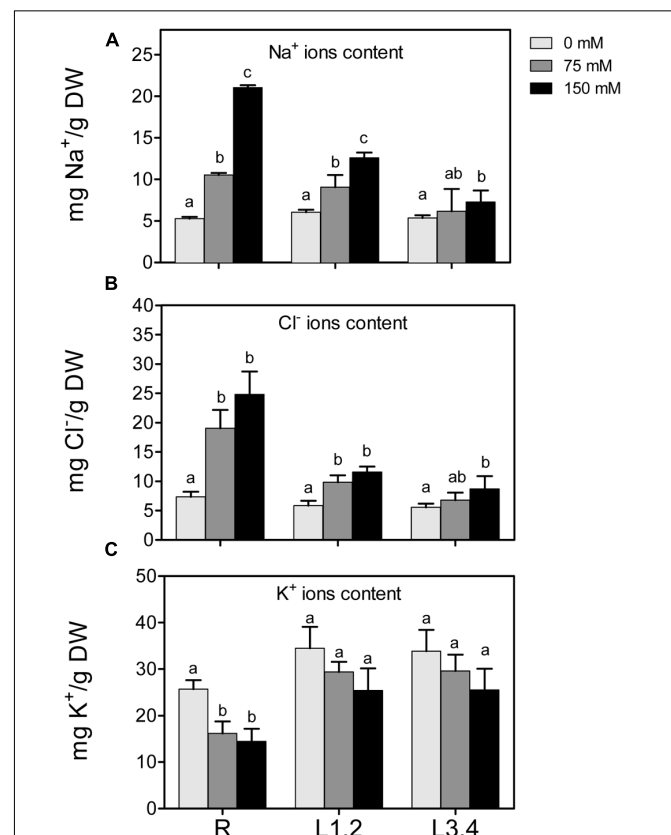 A
Na⁺ ions content
0 mM
75 mM
150 mM
mg Na⁺/g DW
25
20
15
10
5
0
a b c
a b c
a ab b
B
Cl⁻ ions content
mg Cl⁻/g DW
40
35
30
25
20
15
10
5
0
a b b
a b b
a ab b
C
K⁺ ions content
mg K⁺/g DW
50
40
30
20
10
0
a b b
a a a
a a a
R L1.2 L3.4